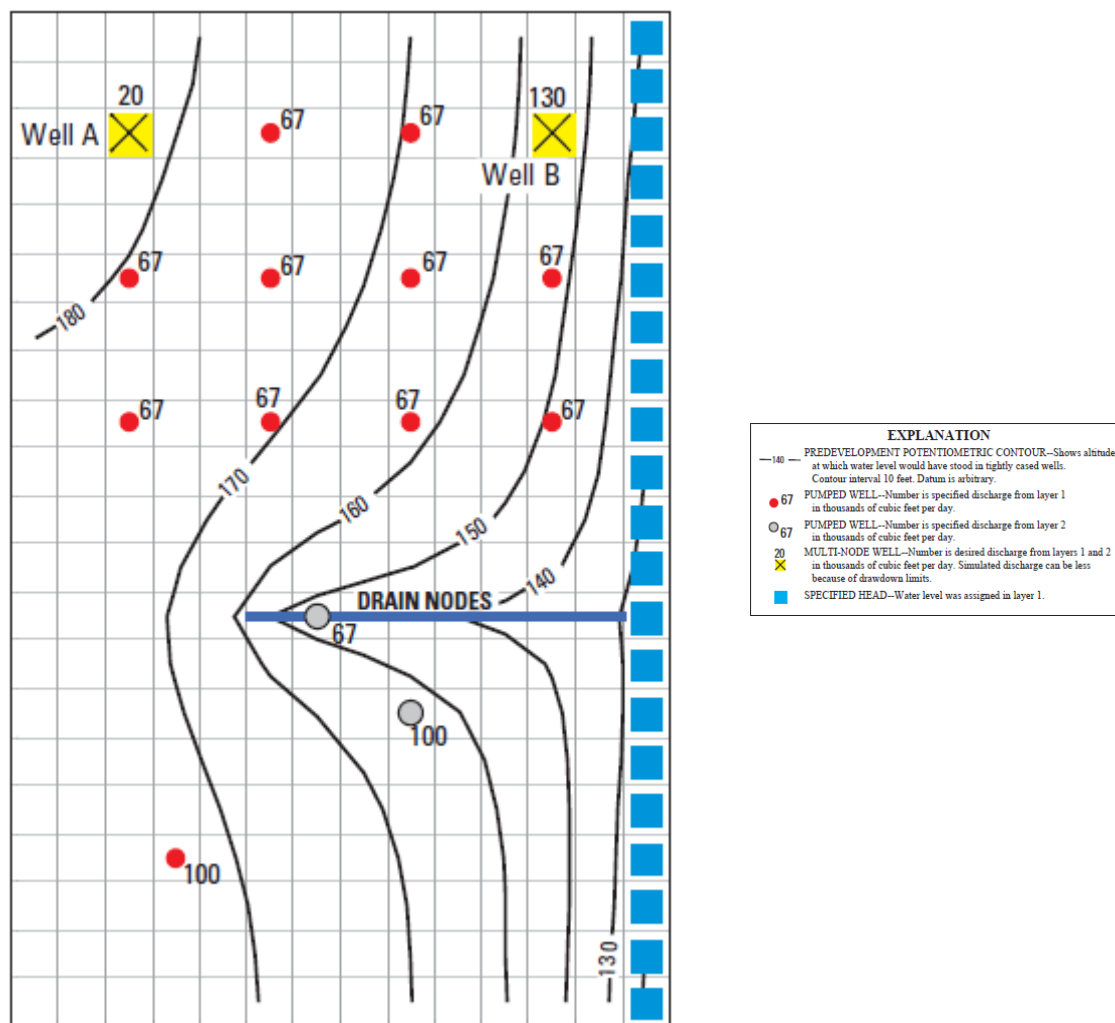 20
130
67
67
Well A
Well B
67
67
67
67
180
67
67
67
67
170
160
150
140
DRAIN NODES
67
100
100
130
EXPLANATION
140 PREDEVELOPMENT POTENTIOMETRIC CONTOUR--Shows altitude
at which water level would have stood in tightly cased wells.
Contour interval 10 feet. Datum is arbitrary.
67 PUMPED WELL--Number is specified discharge from layer 1
in thousands of cubic feet per day.
67 PUMPED WELL--Number is specified discharge from layer 2
in thousands of cubic feet per day.
20 MULTI-NODE WELL--Number is desired discharge from layers 1 and 2
in thousands of cubic feet per day. Simulated discharge can be less
because of drawdown limits.
SPECIFIED HEAD--Water level was assigned in layer 1.